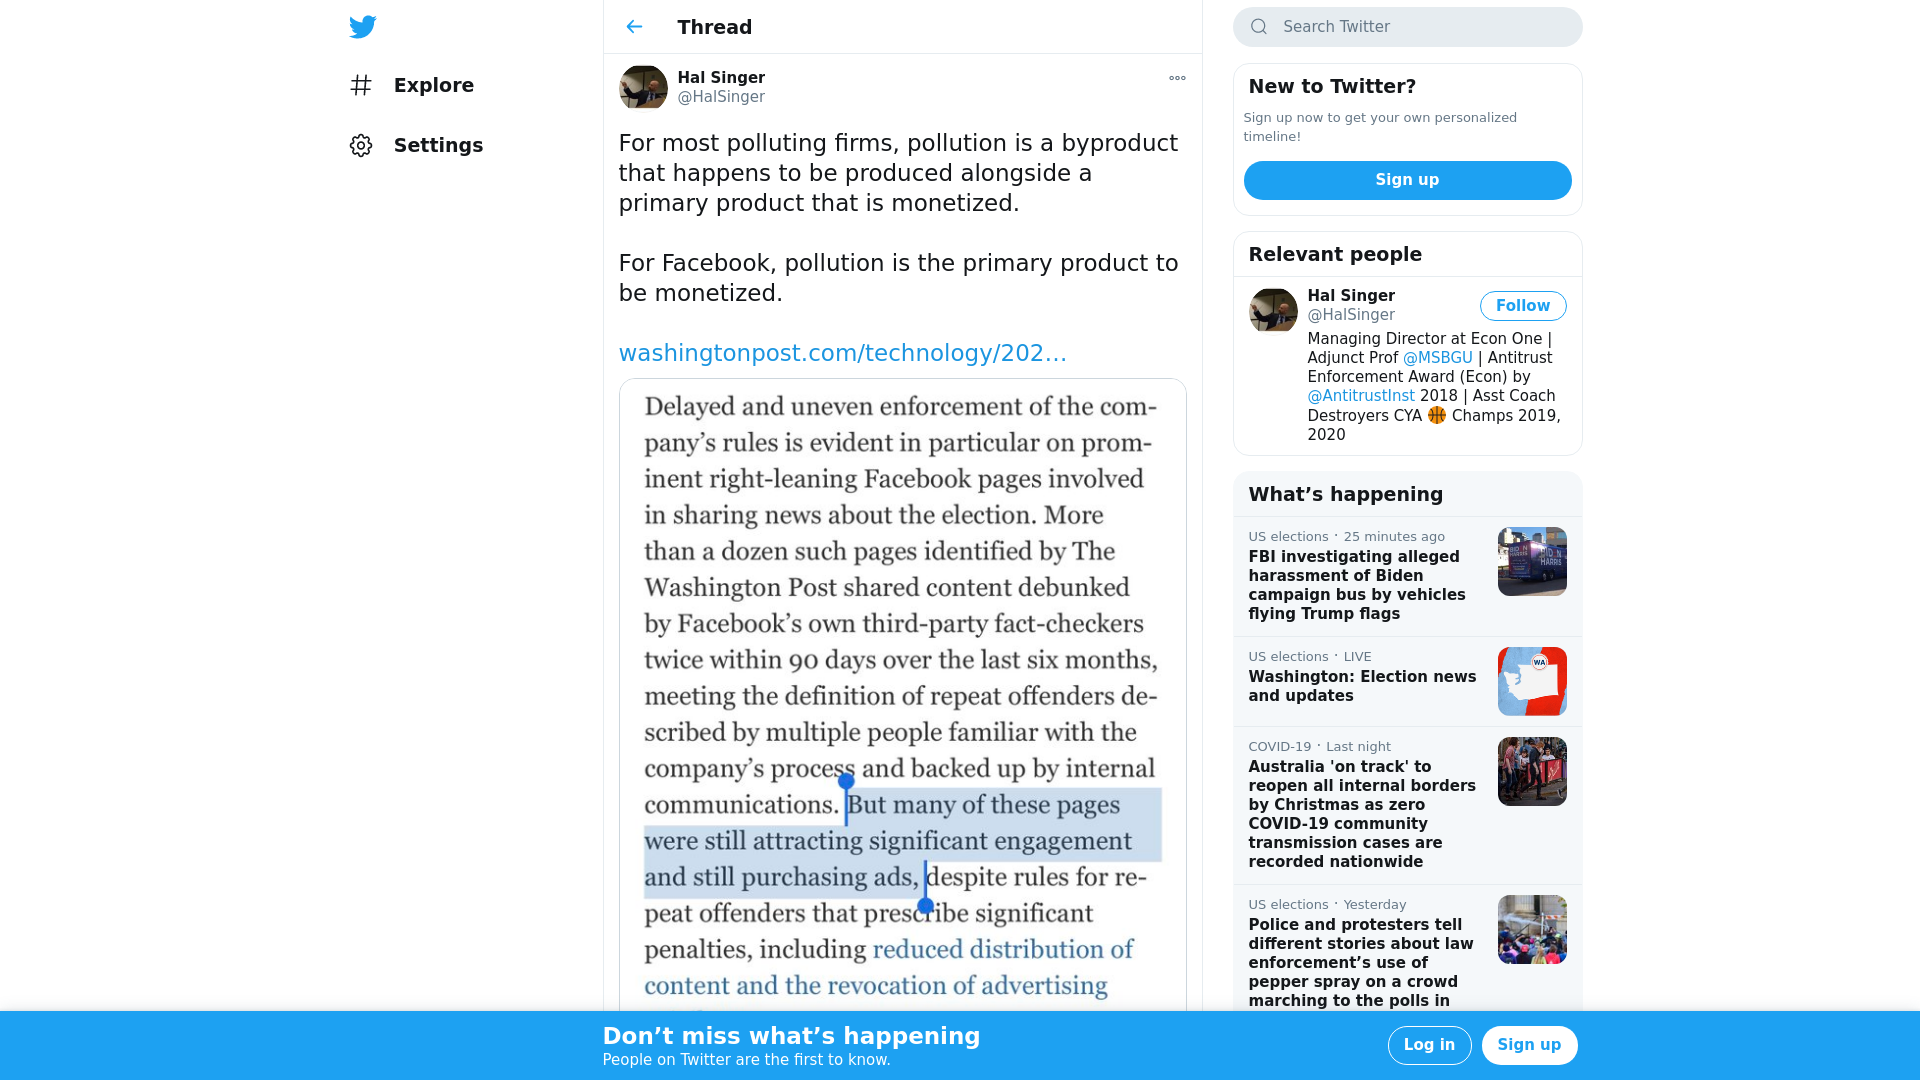 Explore
Settings
Thread
Hal Singer
@HalSinger
For most polluting firms, pollution is a byproduct
that happens to be produced alongside a
primary product that is monetized.
For Facebook, pollution is the primary product to
be monetized.
washingtonpost.com/technology/202…
Delayed and uneven enforcement of the com-
pany’s rules is evident in particular on prom-
inent right-leaning Facebook pages involved
in sharing news about the election. More
than a dozen such pages identified by The
Washington Post shared content debunked
by Facebook’s own third-party fact-checkers
twice within 90 days over the last six months,
meeting the definition of repeat offenders de-
scribed by multiple people familiar with the
company’s process and backed up by internal
communications. But many of these pages
were still attracting significant engagement
and still purchasing ads, despite rules for re-
peat offenders that prescribe significant
penalties, including reduced distribution of
content and the revocation of advertising
Search Twitter
New to Twitter?
Sign up now to get your own personalized
timeline!
Sign up
Relevant people
Hal Singer
@HalSinger
Follow
Managing Director at Econ One |
Adjunct Prof @MSBGU | Antitrust
Enforcement Award (Econ) by
@AntitrustInst 2018 | Asst Coach
Destroyers CYA 🏀 Champs 2019,
2020
What’s happening
US elections · 25 minutes ago
FBI investigating alleged
harassment of Biden
campaign bus by vehicles
flying Trump flags
BIDEN
HARRIS
US elections · LIVE
Washington: Election news
and updates
WA
COVID-19 · Last night
Australia 'on track' to
reopen all internal borders
by Christmas as zero
COVID-19 community
transmission cases are
recorded nationwide
US elections · Yesterday
Police and protesters tell
different stories about law
enforcement’s use of
pepper spray on a crowd
marching to the polls in
Don’t miss what’s happening
People on Twitter are the first to know.
Log in
Sign up